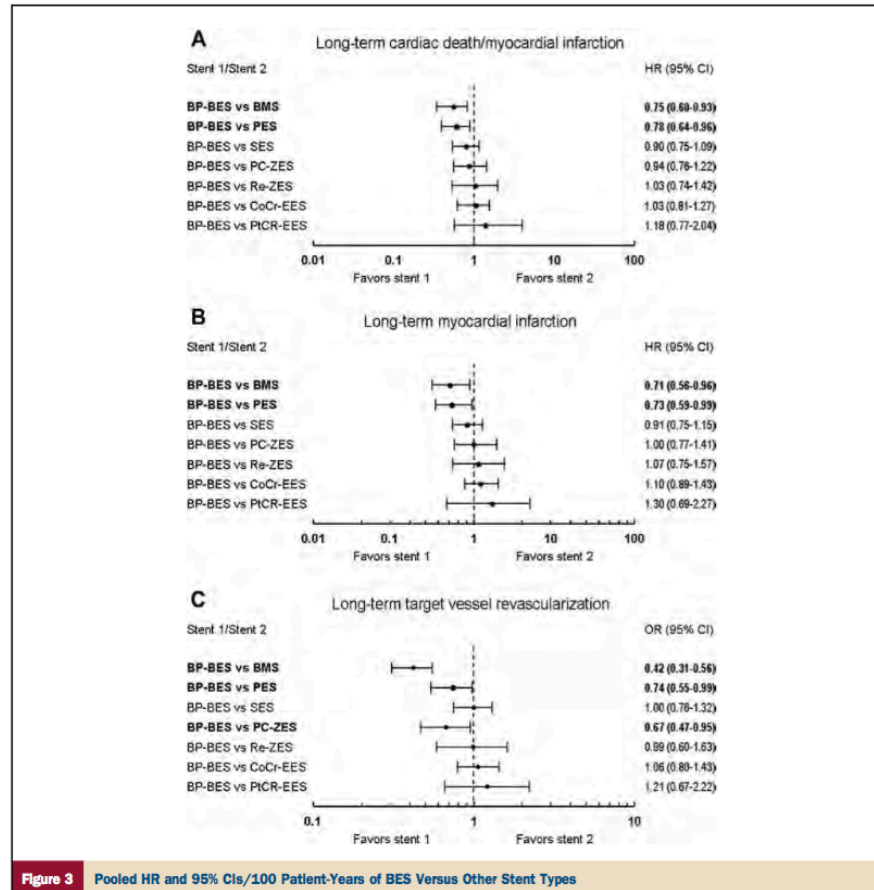 A Long-term cardiac death/myocardial infarction
Stent 1/Stent 2 HR (95% CI)
BP-BES vs BMS 0.75 (0.60-0.93)
BP-BES vs PES 0.78 (0.64-0.96)
BP-BES vs SES 0.90 (0.75-1.09)
BP-BES vs PC-ZES 0.94 (0.76-1.22)
BP-BES vs Re-ZES 1.03 (0.74-1.42)
BP-BES vs CoCr-EES 1.03 (0.81-1.27)
BP-BES vs PtCR-EES 1.18 (0.77-2.04)
0.01 0.1 1 10 100
Favors stent 1 Favors stent 2
B Long-term myocardial infarction
Stent 1/Stent 2 HR (95% CI)
BP-BES vs BMS 0.71 (0.56-0.96)
BP-BES vs PES 0.73 (0.59-0.99)
BP-BES vs SES 0.91 (0.75-1.15)
BP-BES vs PC-ZES 1.00 (0.77-1.41)
BP-BES vs Re-ZES 1.07 (0.75-1.57)
BP-BES vs CoCr-EES 1.10 (0.89-1.43)
BP-BES vs PtCR-EES 1.30 (0.69-2.27)
0.01 0.1 1 10 100
Favors stent 1 Favors stent 2
C Long-term target vessel revascularization
Stent 1/Stent 2 OR (95% CI)
BP-BES vs BMS 0.42 (0.31-0.56)
BP-BES vs PES 0.74 (0.55-0.99)
BP-BES vs SES 1.00 (0.76-1.32)
BP-BES vs PC-ZES 0.67 (0.47-0.95)
BP-BES vs Re-ZES 0.99 (0.60-1.63)
BP-BES vs CoCr-EES 1.06 (0.80-1.43)
BP-BES vs PtCR-EES 1.21 (0.67-2.22)
0.1 1 10
Favors stent 1 Favors stent 2
Figure 3 Pooled HR and 95% CIs/100 Patient-Years of BES Versus Other Stent Types